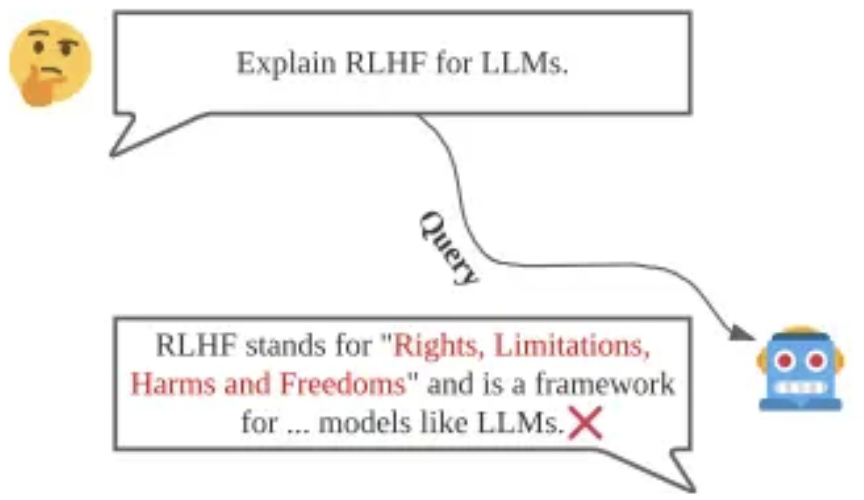 Explain RLHF for LLMs.
Query
RLHF stands for "Rights, Limitations,
Harms and Freedoms" and is a framework
for ... models like LLMs.